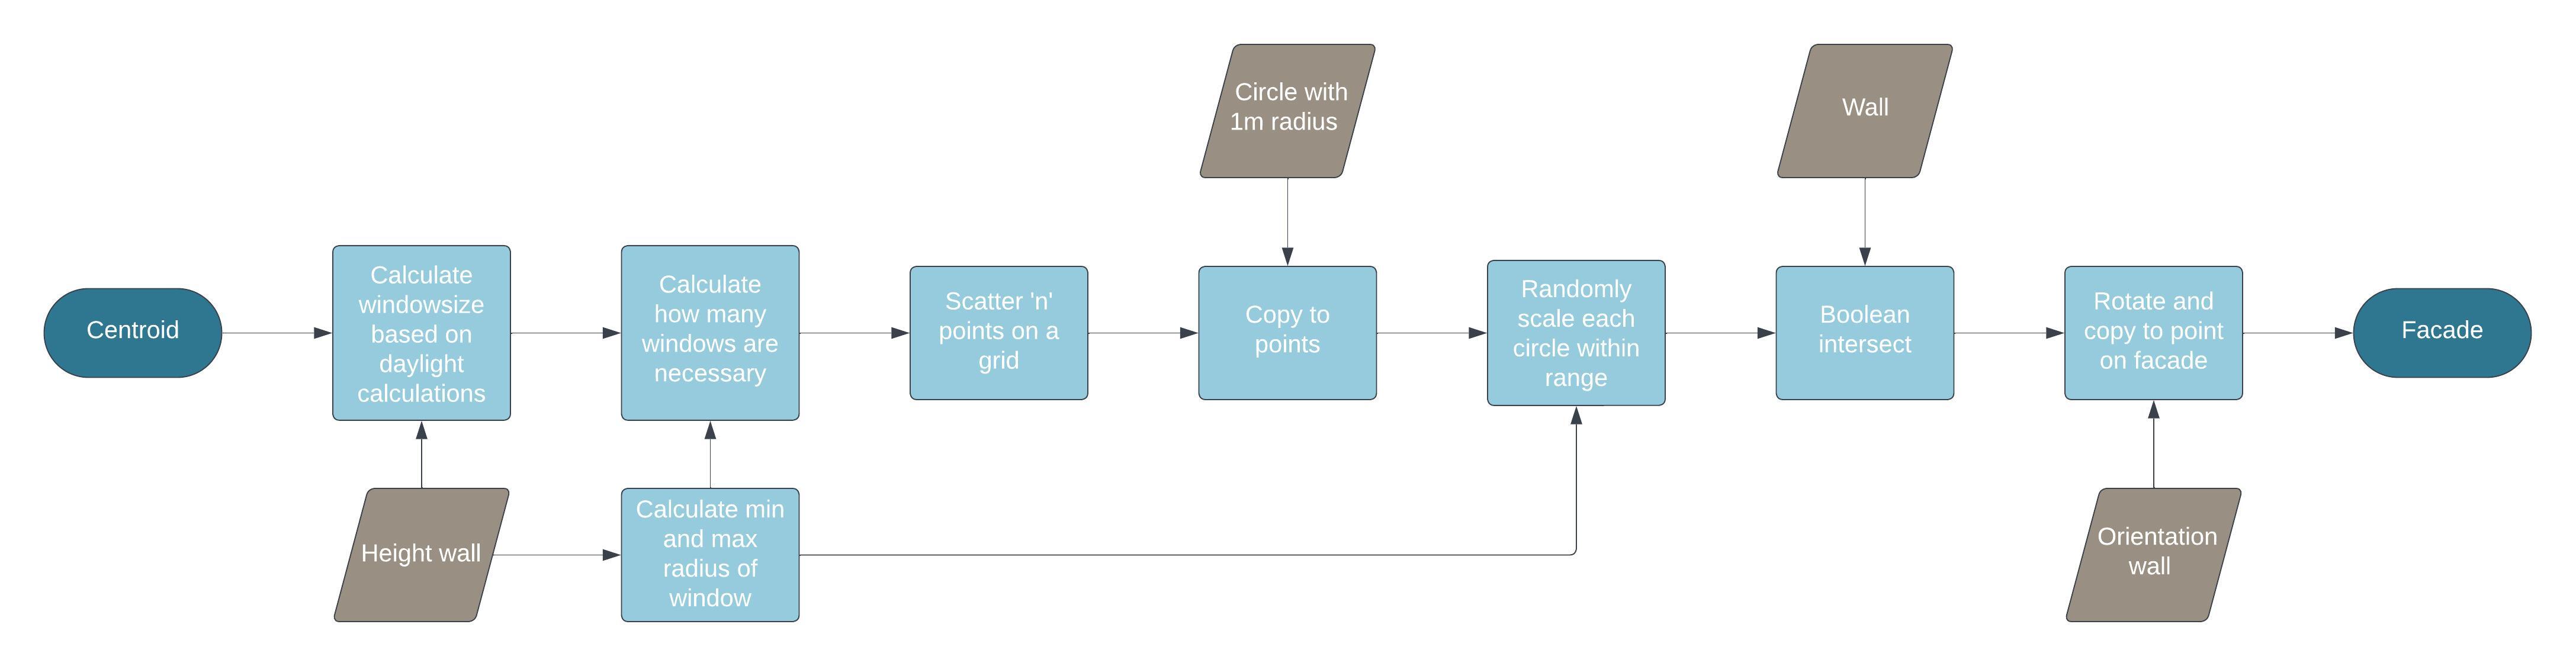 Circle with
1m radius
Wall
Centroid
Calculate
windowsize
based on
daylight
calculations
Calculate
how many
windows are
necessary
Scatter 'n'
points on a
grid
Copy to
points
Randomly
scale each
circle within
range
Boolean
intersect
Rotate and
copy to point
on facade
Facade
Height wall
Calculate min
and max
radius of
window
Orientation
wall